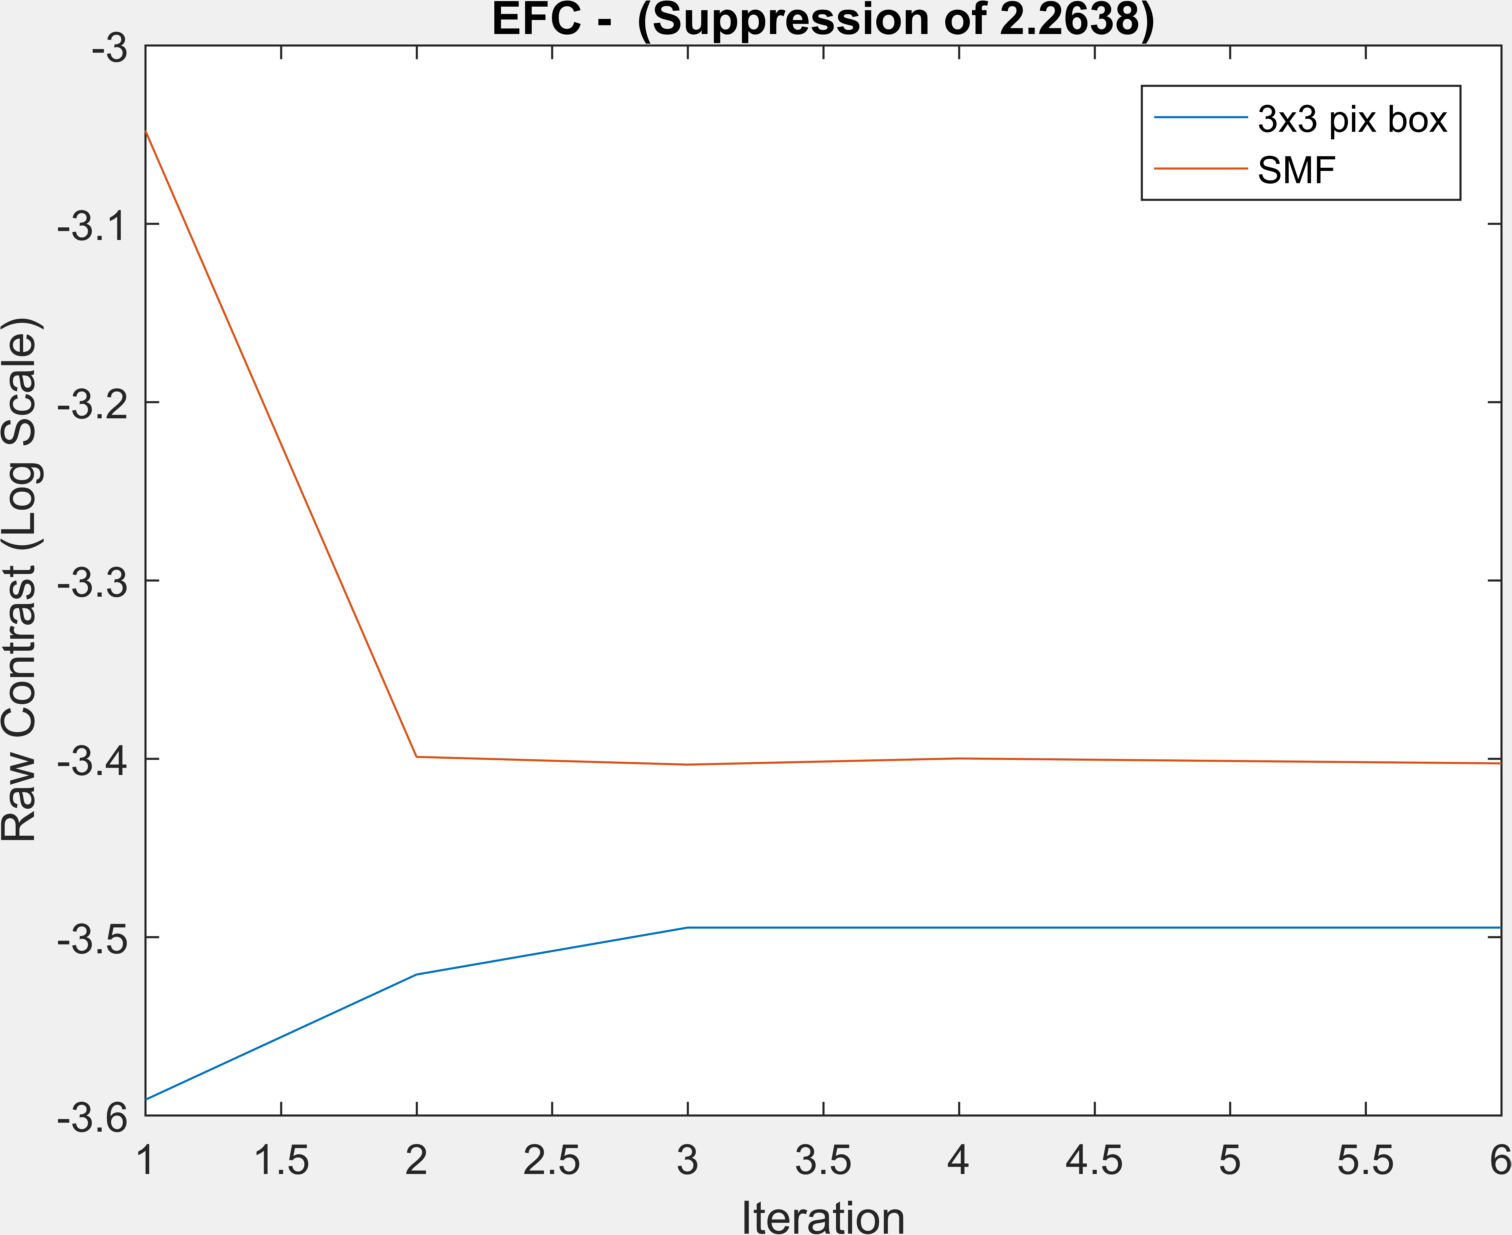 EFC -  (Suppression of 2.2638)
3x3 pix box
SMF
Raw Contrast (Log Scale)
-3
-3.1
-3.2
-3.3
-3.4
-3.5
-3.6
1 1.5 2 2.5 3 3.5 4 4.5 5 5.5 6
Iteration